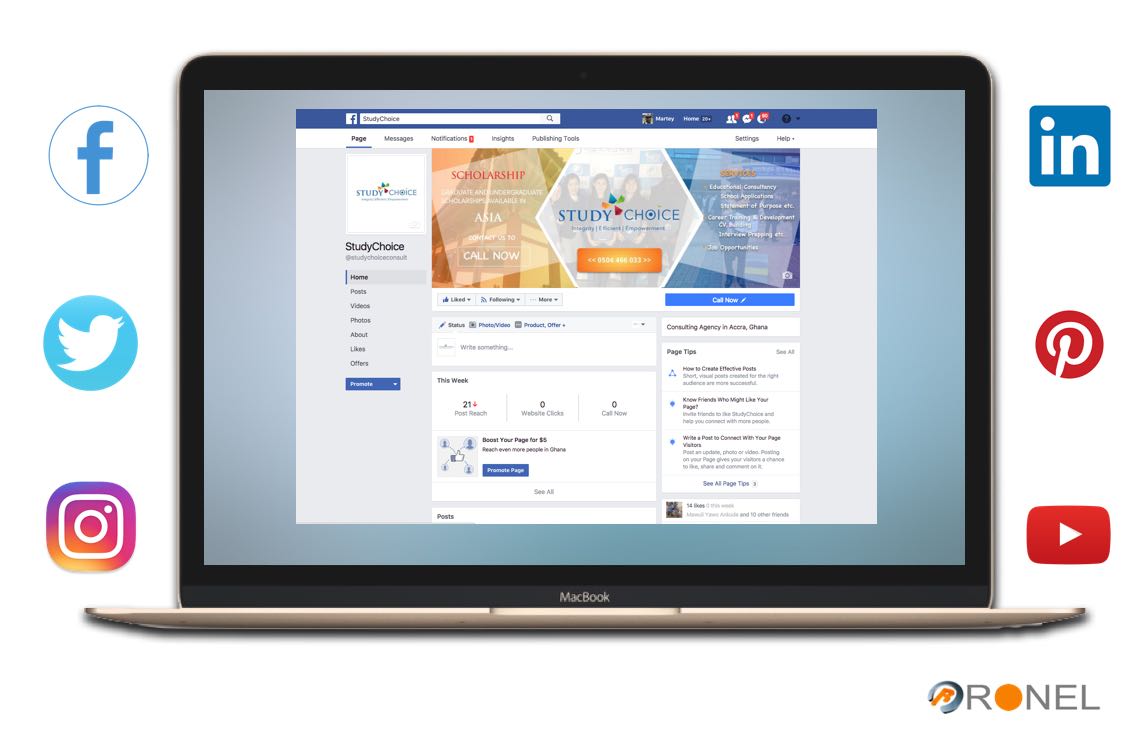 StudyChoice
Martey
Home 20+
Page
Messages
Notifications
Insights
Publishing Tools
Settings
Help
STUDY CHOICE
Integrity | Efficient | Empowerment
StudyChoice
@studychoiceconsult
Home
Posts
Videos
Photos
About
Likes
Offers
Promote
SCHOLARSHIP
GRADUATE AND UNDERGRADUATE
SCHOLARSHIPS AVAILABLE IN
ASIA
CONTACT US TO
CALL NOW
STUDY CHOICE
Integrity | Efficient | Empowerment
<< 0504 466 033 >>
SERVICES
Educational Consultancy
School Applications
Statement of Purpose etc.
Career Training & Development
CV Building
Interview Prepping etc
Job Opportunities
Liked
Following
More
Call Now
Status
Photo/Video
Product, Offer +
Write something...
This Week
21
Post Reach
0
Website Clicks
0
Call Now
Boost Your Page for $5
Reach even more people in Ghana
Promote Page
See All
Posts
Consulting Agency in Accra, Ghana
Page Tips
See All
How to Create Effective Posts
Short, visual posts created for the right
audience are more successful.
Know Friends Who Might Like Your
Page?
Invite friends to like StudyChoice and
help you connect with more people.
Write a Post to Connect With Your Page
Visitors
Post an update, photo or video. Posting
on your Page gives your visitors a chance
to like, share and comment on it.
See All Page Tips 3
14 likes 0 this week
and 10 other friends
MacBook
in
RONEL